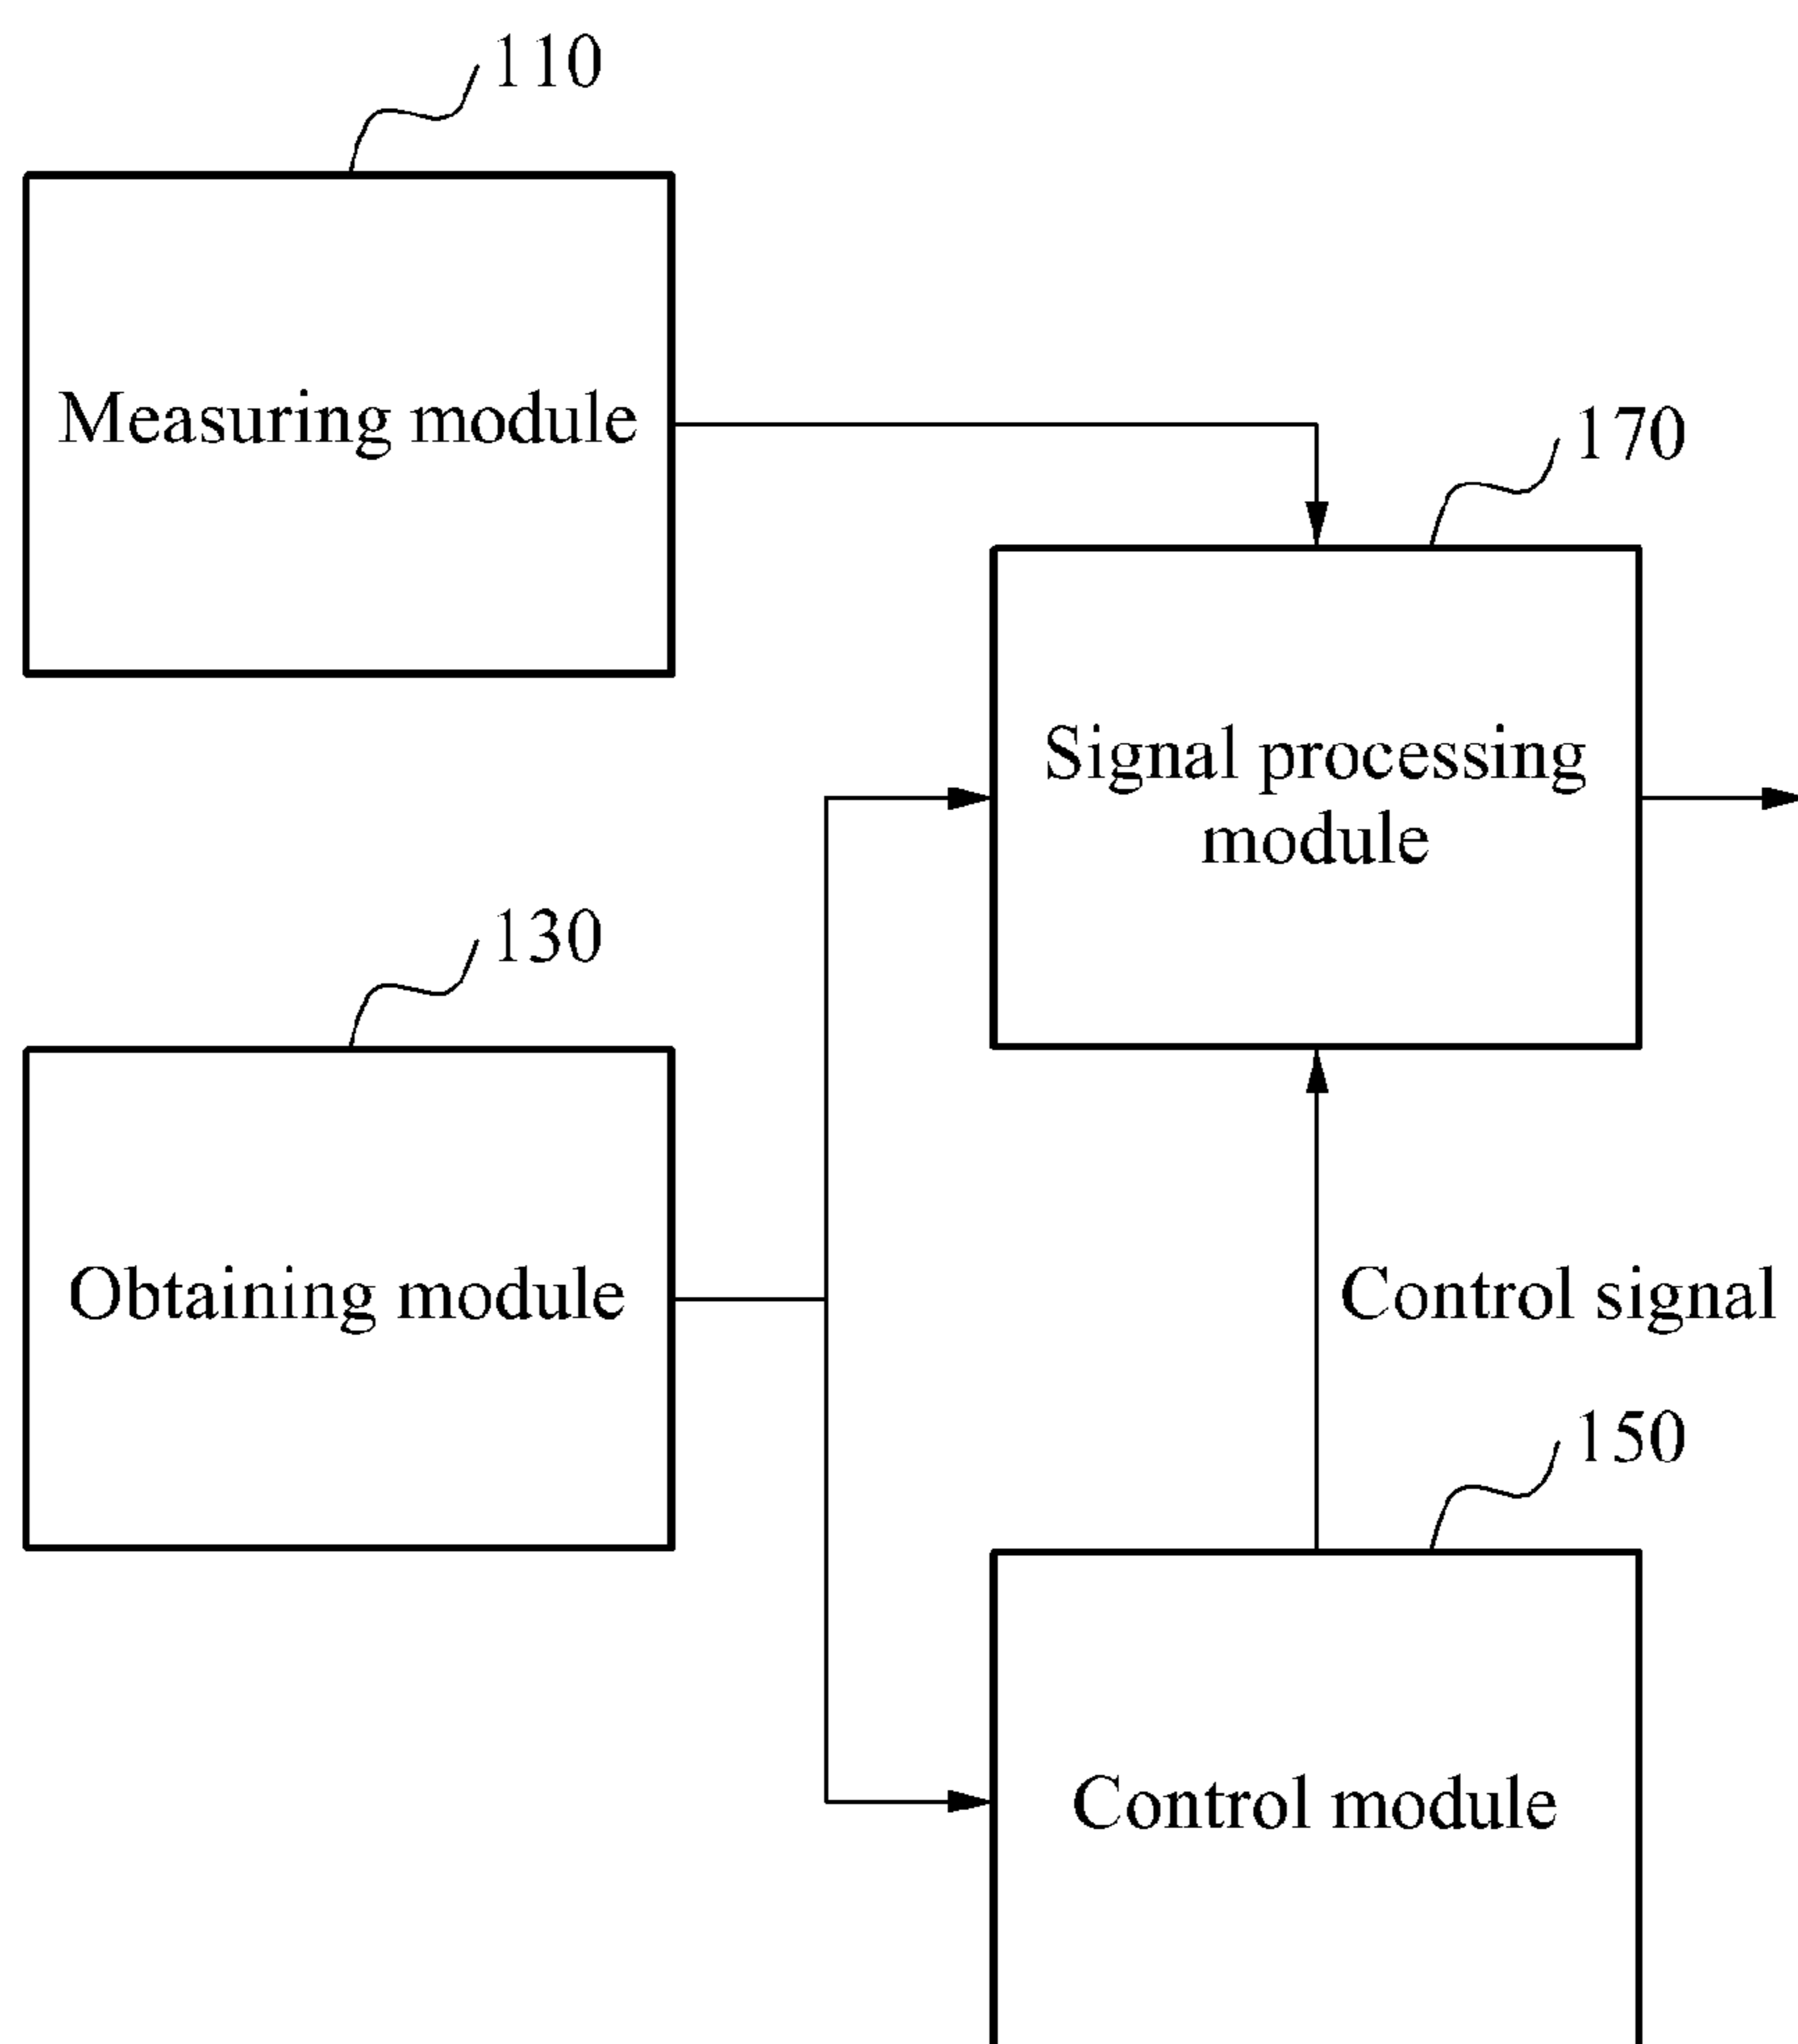 110
Measuring module
170
Signal processing
module
130
Obtaining module
Control signal
150
Control module